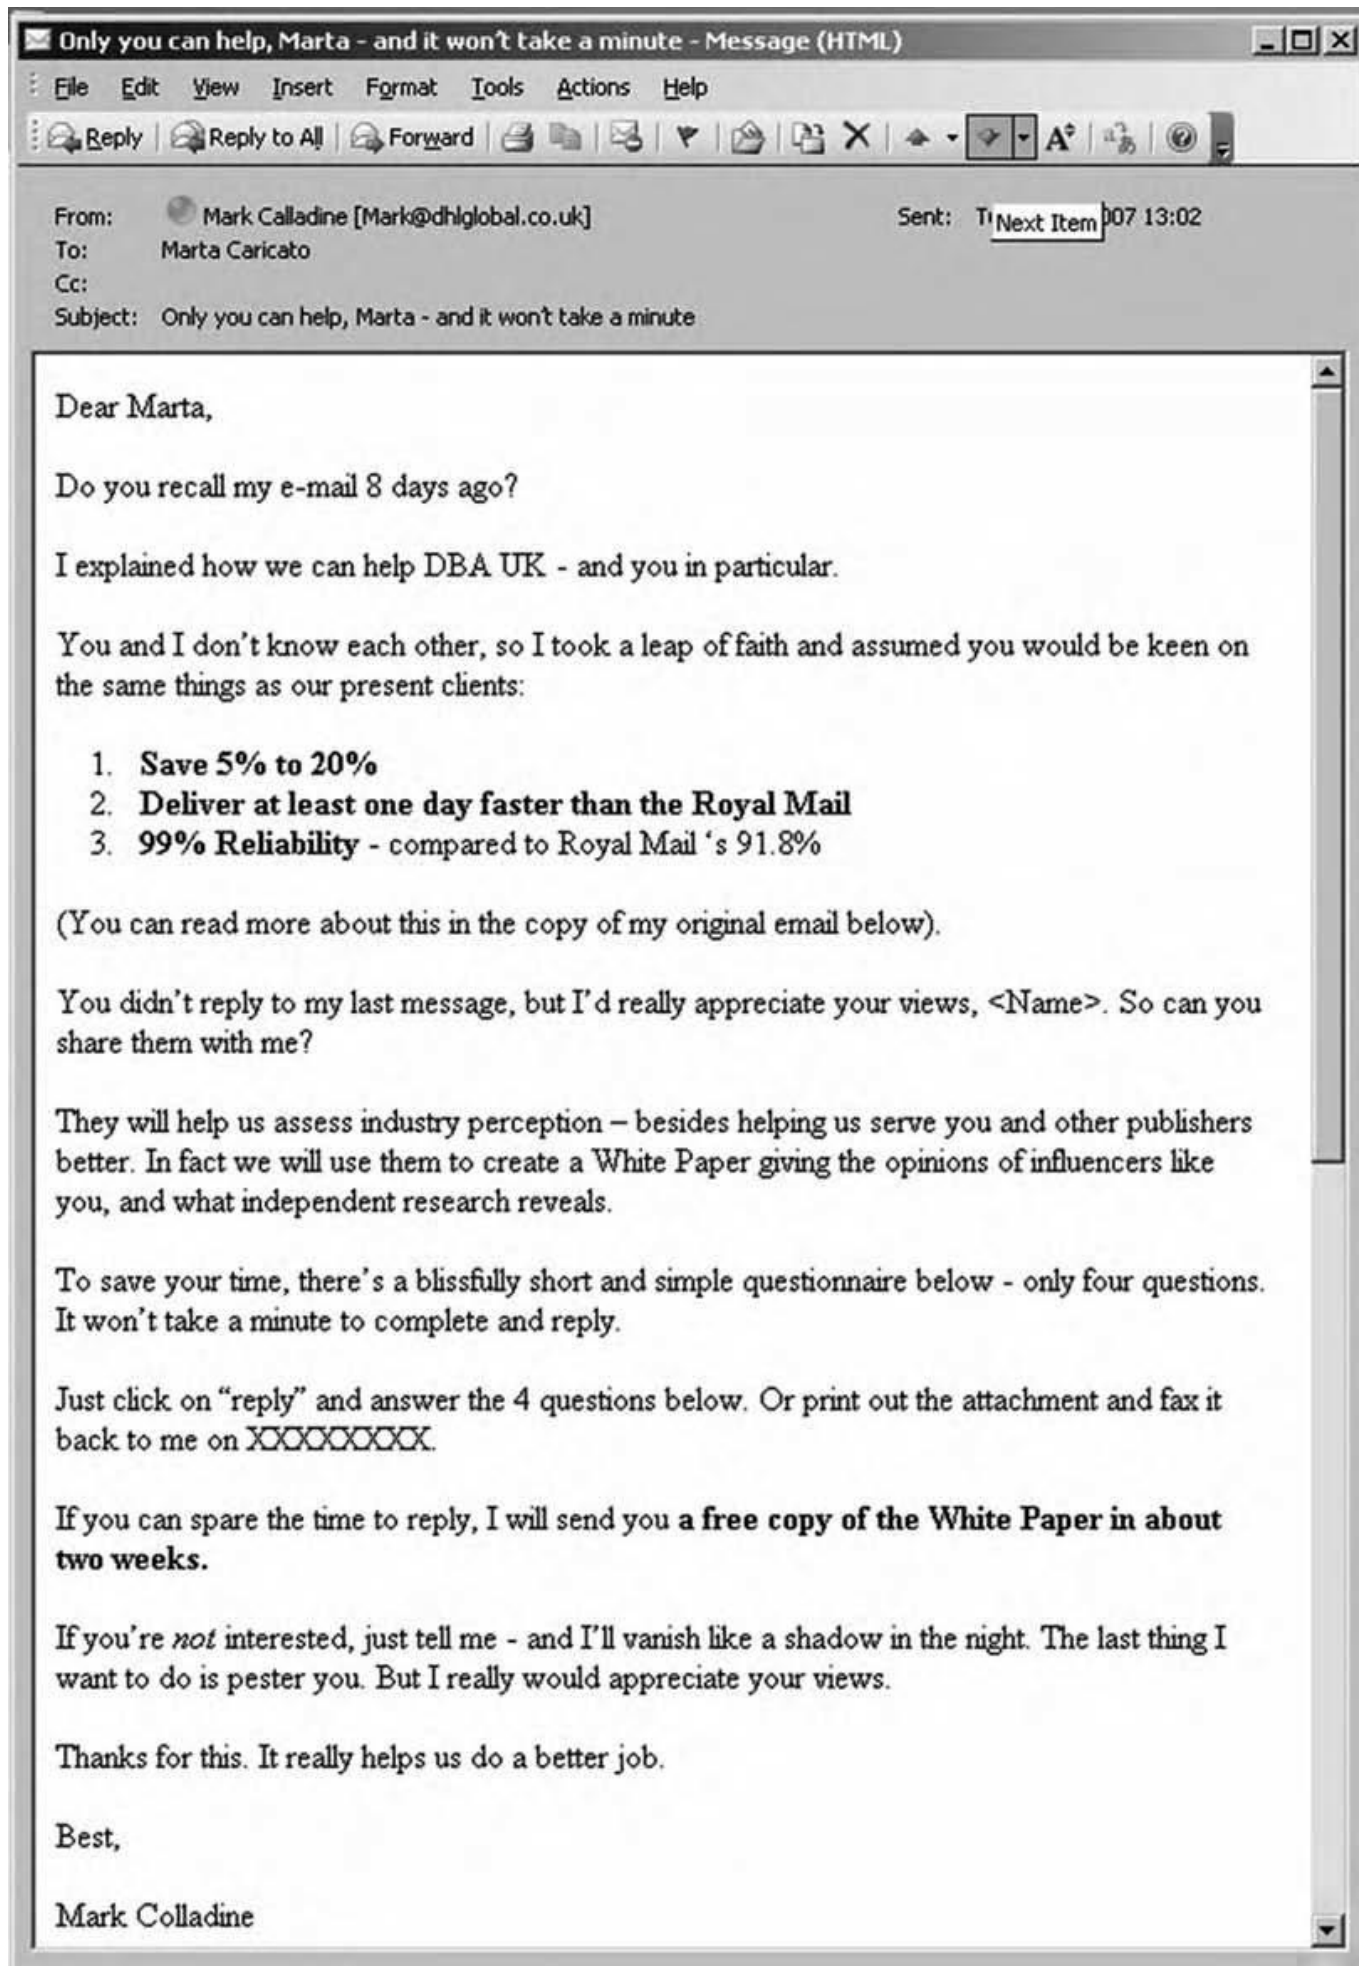 Only you can help, Marta - and it won't take a minute - Message (HTML)
File Edit View Insert Format Tools Actions Help
Reply Reply to All Forward
From: Mark Calladine [Mark@dhlglobal.co.uk] Sent: Next Item 007 13:02
To: Marta Caricato
Cc:
Subject: Only you can help, Marta - and it won't take a minute
Dear Marta,
Do you recall my e-mail 8 days ago?
I explained how we can help DBA UK - and you in particular.
You and I don't know each other, so I took a leap of faith and assumed you would be keen on
the same things as our present clients:
1. Save 5% to 20%
2. Deliver at least one day faster than the Royal Mail
3. 99% Reliability - compared to Royal Mail 's 91.8%
(You can read more about this in the copy of my original email below).
You didn't reply to my last message, but I'd really appreciate your views, <Name>. So can you
share them with me?
They will help us assess industry perception – besides helping us serve you and other publishers
better. In fact we will use them to create a White Paper giving the opinions of influencers like
you, and what independent research reveals.
To save your time, there's a blissfully short and simple questionnaire below - only four questions.
It won't take a minute to complete and reply.
Just click on "reply" and answer the 4 questions below. Or print out the attachment and fax it
back to me on XXXXXXXXX.
If you can spare the time to reply, I will send you a free copy of the White Paper in about
two weeks.
If you're not interested, just tell me - and I'll vanish like a shadow in the night. The last thing I
want to do is pester you. But I really would appreciate your views.
Thanks for this. It really helps us do a better job.
Best,
Mark Colladine